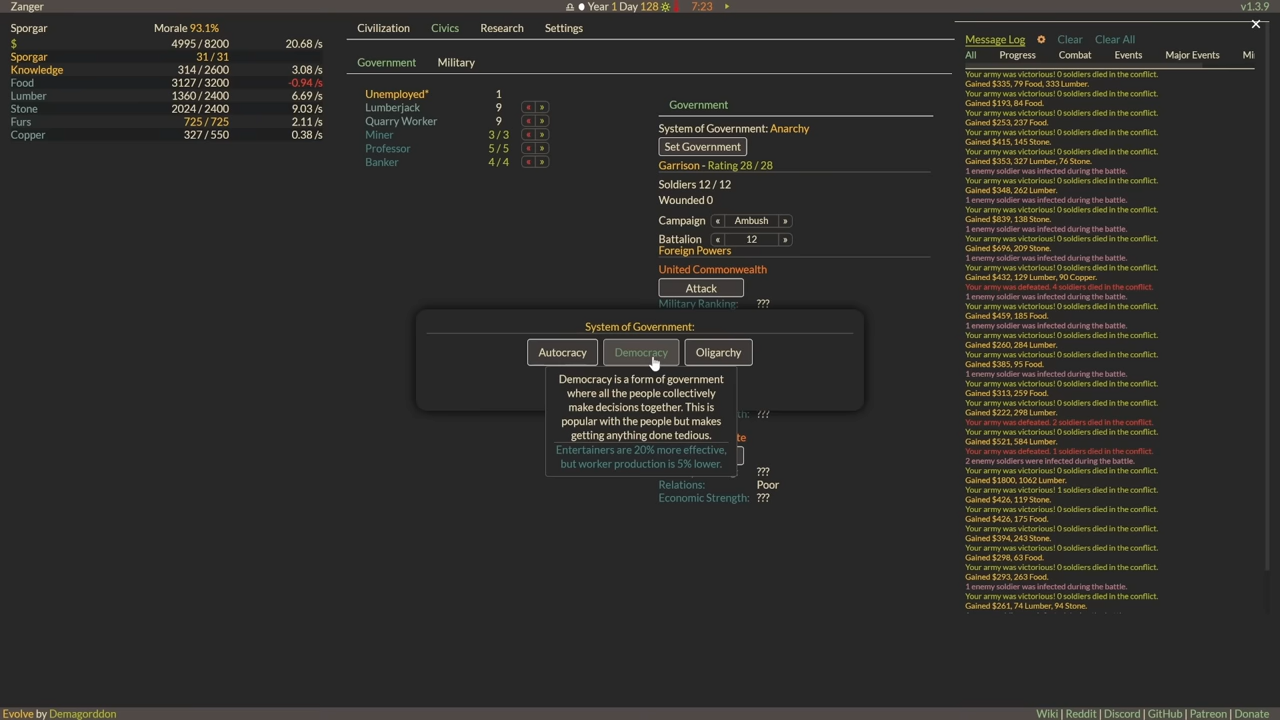 Zanger
Year 1 Day 128
7:23
v1.3.9
Sporgar Morale 93.1%
$ 4995 / 8200 20.68 /s
Sporgar 31 / 31
Knowledge 314 / 2600 3.08 /s
Food 3127 / 3200 -0.94 /s
Lumber 1360 / 2400 6.69 /s
Stone 2024 / 2400 9.03 /s
Furs 725 / 725 2.11 /s
Copper 327 / 550 0.38 /s
Civilization Civics Research Settings
Government Military
Unemployed* 1
Lumberjack 9 « »
Quarry Worker 9 « »
Miner 3 / 3 « »
Professor 5 / 5 « »
Banker 4 / 4 « »
Government
System of Government: Anarchy
Set Government
Garrison - Rating 28 / 28
Soldiers 12 / 12
Wounded 0
Campaign « Ambush »
Battalion « 12 »
Foreign Powers
United Commonwealth
Attack
Military Ranking: ???
System of Government:
Autocracy Democracy Oligarchy
Democracy is a form of government
where all the people collectively
make decisions together. This is
popular with the people but makes
getting anything done tedious.
Entertainers are 20% more effective,
but worker production is 5% lower.
???
???
Relations: Poor
Economic Strength: ???
Message Log Clear Clear All
All Progress Combat Events Major Events
Your army was victorious! 0 soldiers died in the conflict.
Gained $335, 79 Food, 333 Lumber.
Your army was victorious! 0 soldiers died in the conflict.
Gained $193, 84 Food.
Your army was victorious! 0 soldiers died in the conflict.
Gained $253, 237 Food.
Your army was victorious! 0 soldiers died in the conflict.
Gained $415, 145 Stone.
Your army was victorious! 0 soldiers died in the conflict.
Gained $353, 327 Lumber, 76 Stone.
1 enemy soldier was infected during the battle.
Your army was victorious! 0 soldiers died in the conflict.
Gained $348, 262 Lumber.
1 enemy soldier was infected during the battle.
Your army was victorious! 0 soldiers died in the conflict.
Gained $839, 138 Stone.
1 enemy soldier was infected during the battle.
Your army was victorious! 0 soldiers died in the conflict.
Gained $696, 209 Stone.
1 enemy soldier was infected during the battle.
Your army was victorious! 0 soldiers died in the conflict.
Gained $432, 129 Lumber, 90 Copper.
Your army was defeated. 4 soldiers died in the conflict.
1 enemy soldier was infected during the battle.
Your army was victorious! 0 soldiers died in the conflict.
Gained $459, 185 Food.
1 enemy soldier was infected during the battle.
Your army was victorious! 0 soldiers died in the conflict.
Gained $260, 284 Lumber.
Your army was victorious! 0 soldiers died in the conflict.
Gained $385, 95 Food.
1 enemy soldier was infected during the battle.
Your army was victorious! 0 soldiers died in the conflict.
Gained $313, 259 Food.
1 enemy soldier was infected during the battle.
Your army was victorious! 0 soldiers died in the conflict.
Gained $222, 298 Lumber.
Your army was defeated. 2 soldiers died in the conflict.
Your army was victorious! 0 soldiers died in the conflict.
Gained $521, 584 Lumber.
Your army was defeated. 1 soldiers died in the conflict.
2 enemy soldiers were infected during the battle.
Your army was victorious! 0 soldiers died in the conflict.
Gained $1800, 1062 Lumber.
Your army was victorious! 1 soldiers died in the conflict.
Gained $426, 119 Stone.
Your army was victorious! 0 soldiers died in the conflict.
Gained $426, 175 Food.
Your army was victorious! 0 soldiers died in the conflict.
Gained $394, 243 Stone.
Your army was victorious! 0 soldiers died in the conflict.
Gained $298, 63 Food.
Your army was victorious! 0 soldiers died in the conflict.
Gained $293, 263 Food.
1 enemy soldier was infected during the battle.
Your army was victorious! 0 soldiers died in the conflict.
Gained $261, 74 Lumber, 94 Stone.
Evolve by Demagorddon
Wiki | Reddit | Discord | GitHub | Patreon | Donate